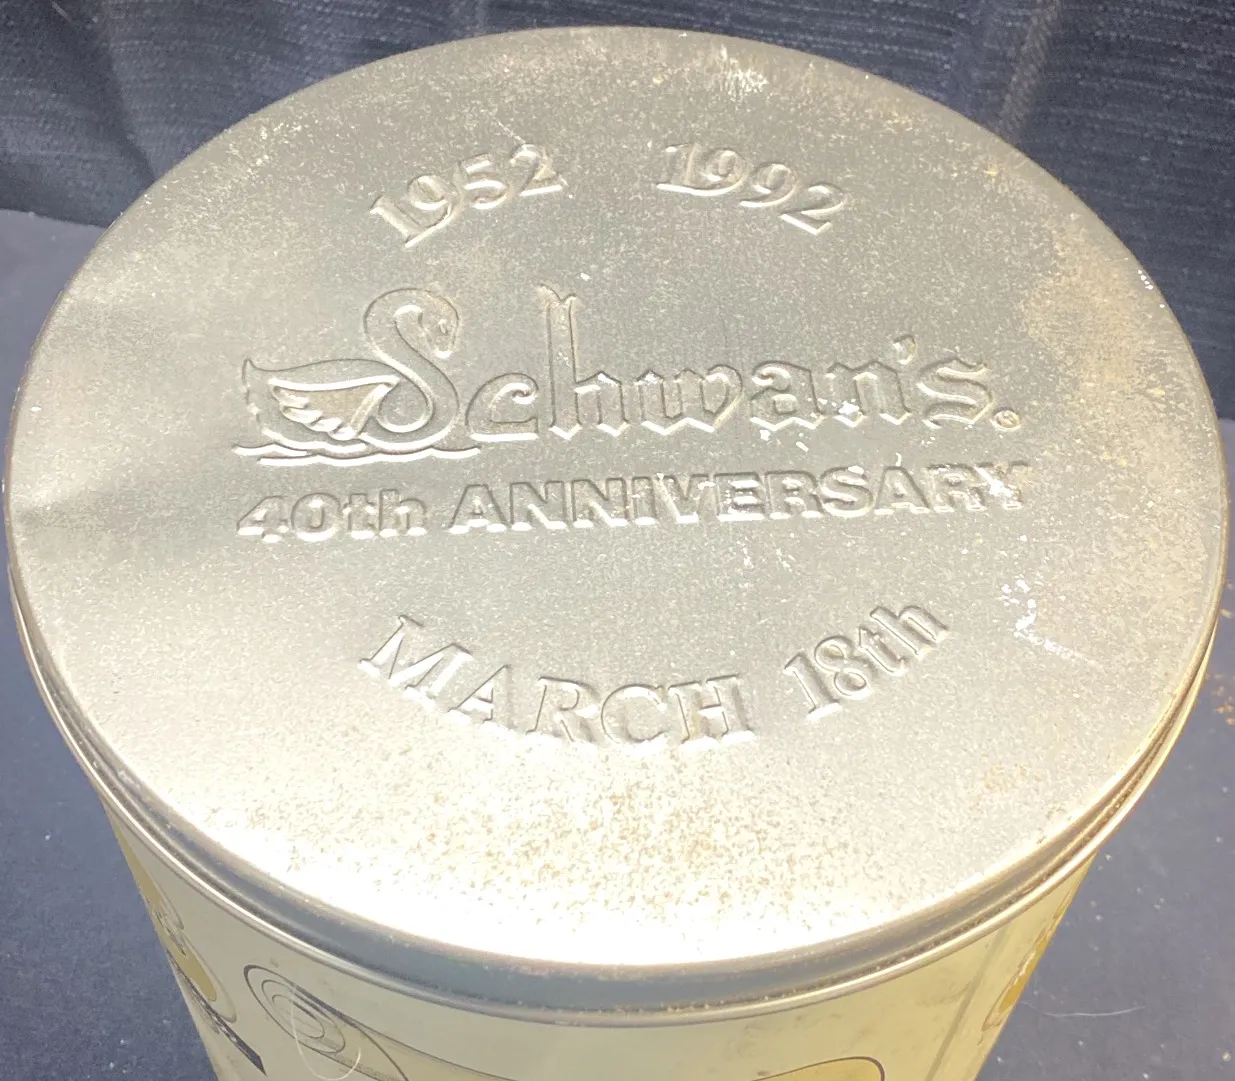 1952 1992
Schwan's.
40th ANNIVERSARY
MARCH 18th